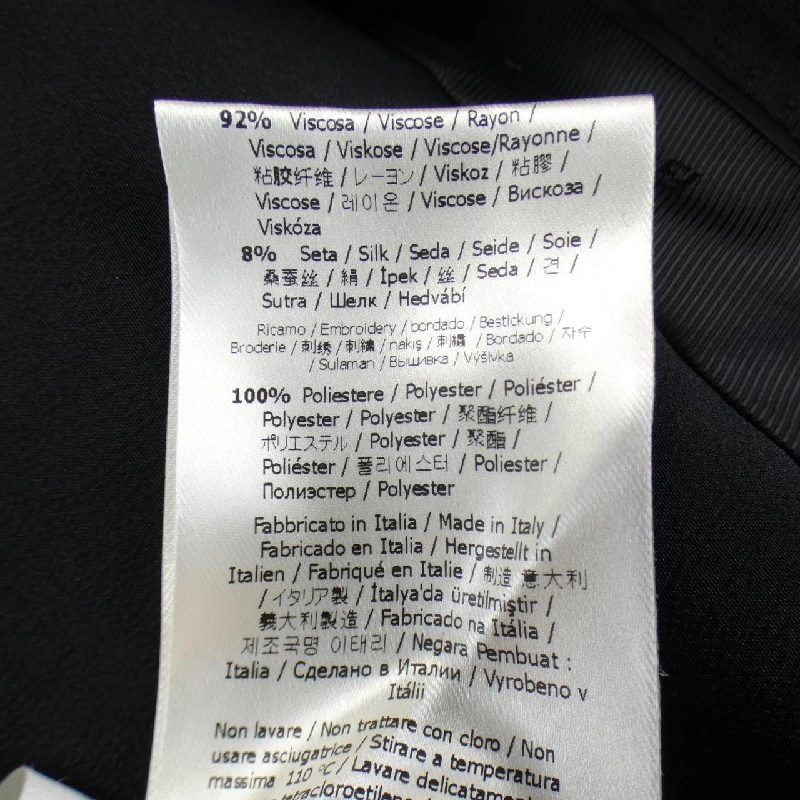 92% Viscosa / Viscose / Rayon /
Viscosa / Viskose / Viscose/Rayonne /
粘胶纤维 / レーヨン / Viskoz / 粘膠 /
Viscose / 레이온 / Viscose / Вискоза /
Viskóza
8% Seta / Silk / Seda / Seide / Soie /
桑蚕丝 / 絹 / İpek / 丝 / Seda / 견 /
Sutra / Шелк / Hedvábí
Ricamo / Embroidery / bordado / Bestickung /
Broderie / 刺绣 / 刺繍 / nakış / 刺繡 / Bordado / 자수
/ Sulaman / Вышивка / Výšivka
100% Poliestere / Polyester / Poliéster /
Polyester / Polyester / 聚酯纤维 /
ポリエステル / Polyester / 聚酯 /
Poliéster / 폴리에스터 / Poliester /
Полиэстер / Polyester
Fabbricato in Italia / Made in Italy /
Fabricado en Italia / Hergestellt in
Italien / Fabriqué en Italie / 制造 意大利
/ イタリア製 / İtalya'da üretilmiştir /
義大利製造 / Fabricado na Itália /
제조국명 이태리 / Negara Pembuat :
Italia / Сделано в Италии / Vyrobeno v
Itálii
Non lavare / Non trattare con cloro / Non
usare asciugatrice / Stirare a temperatura
massima 110 °C / Lavare delicatament
tetracloroetilen